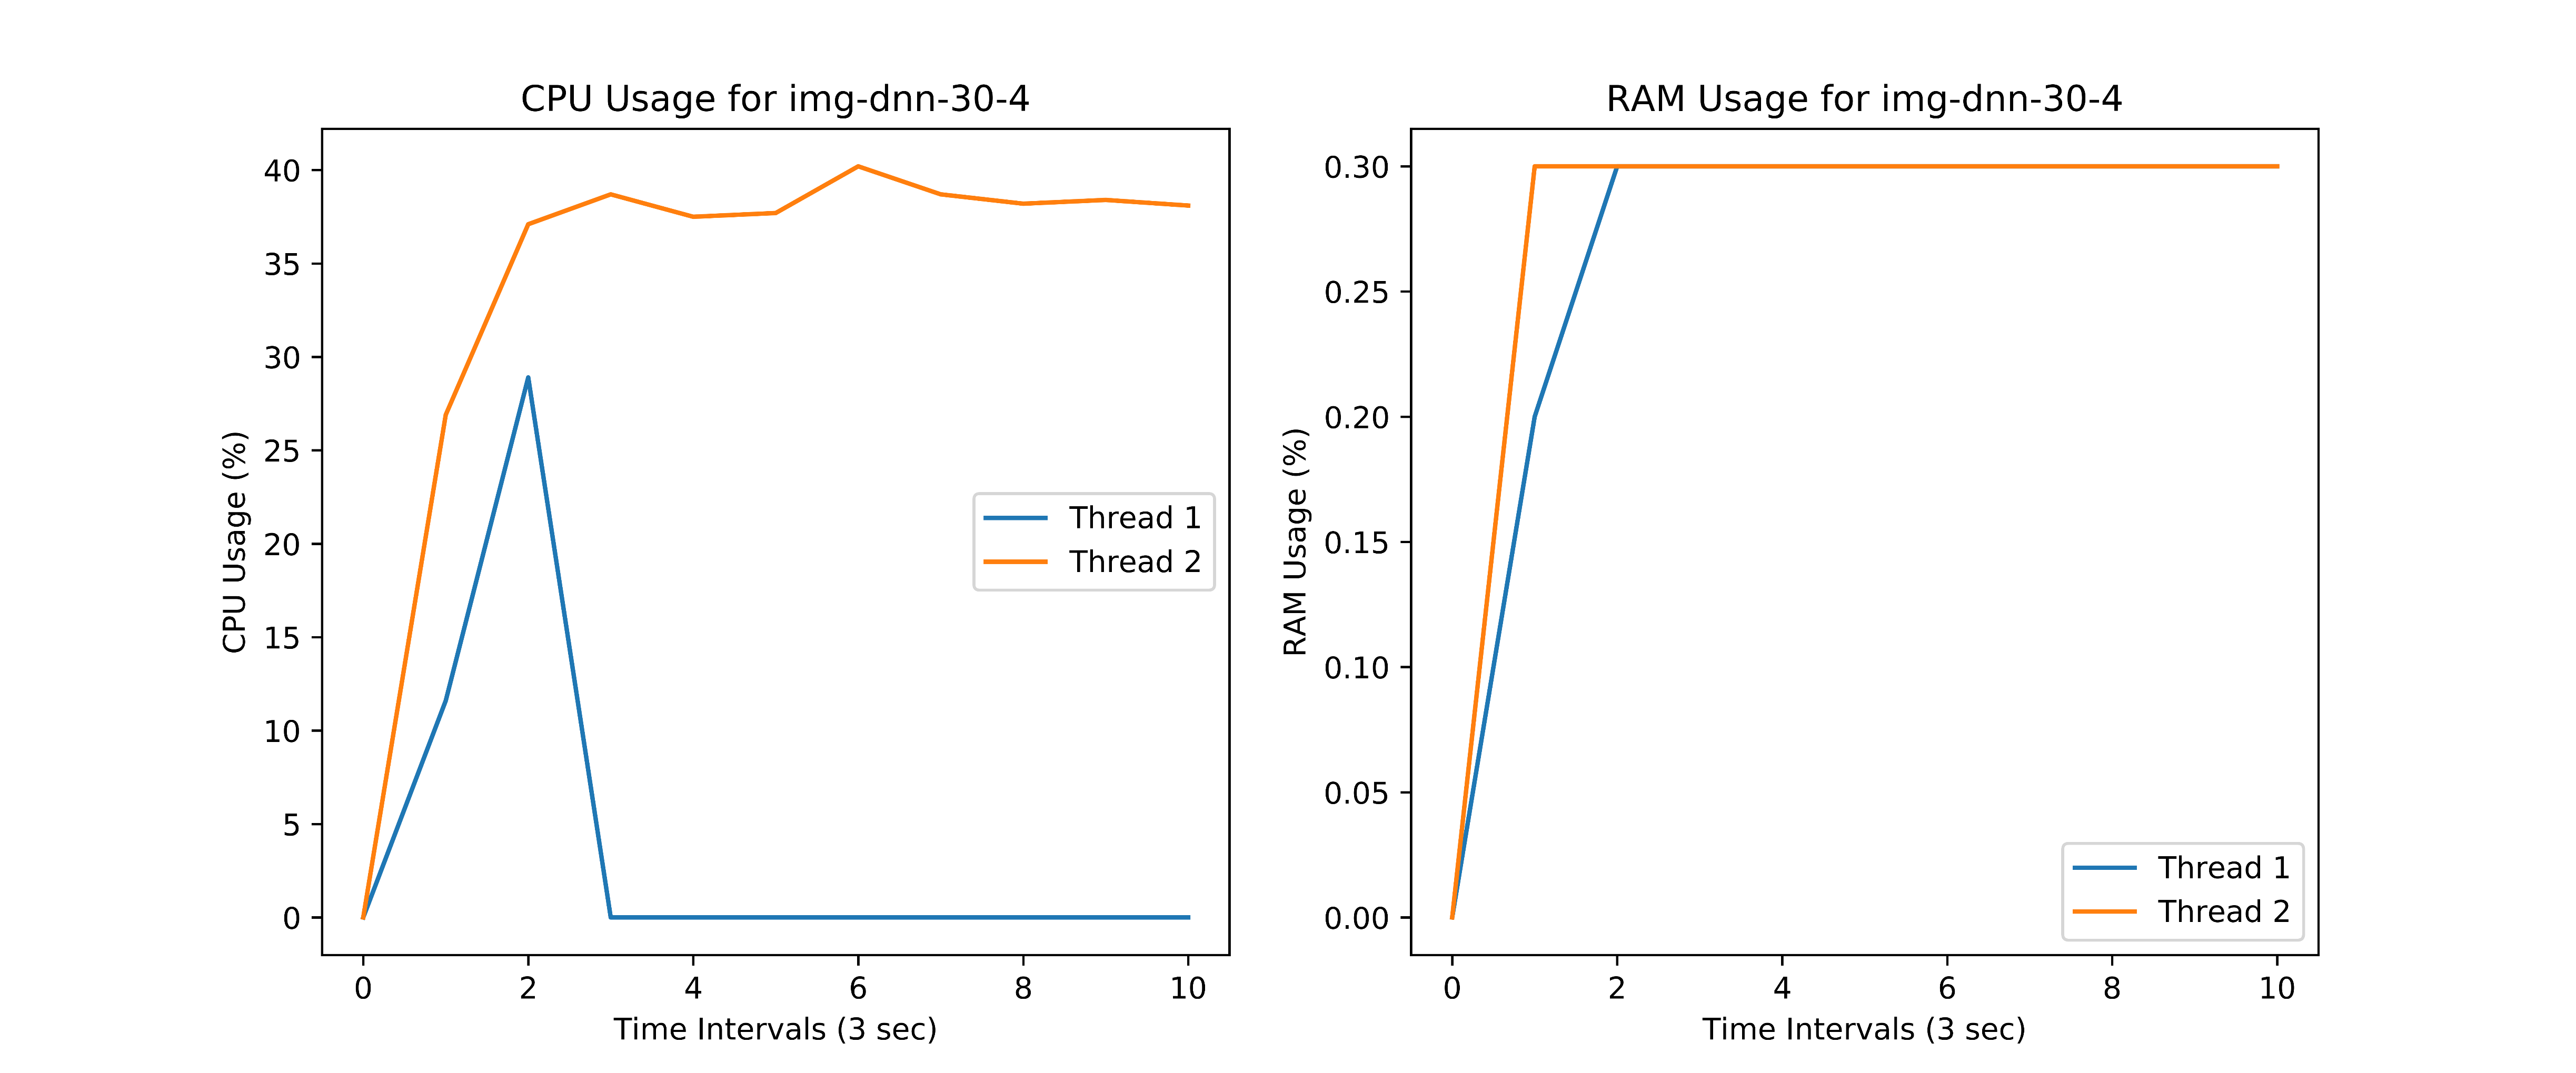 CPU Usage for img-dnn-30-4
CPU Usage (%)
40
35
30
25
20
15
10
5
0
Thread 1
Thread 2
0 2 4 6 8 10
Time Intervals (3 sec)
RAM Usage for img-dnn-30-4
RAM Usage (%)
0.30
0.25
0.20
0.15
0.10
0.05
0.00
Thread 1
Thread 2
0 2 4 6 8 10
Time Intervals (3 sec)